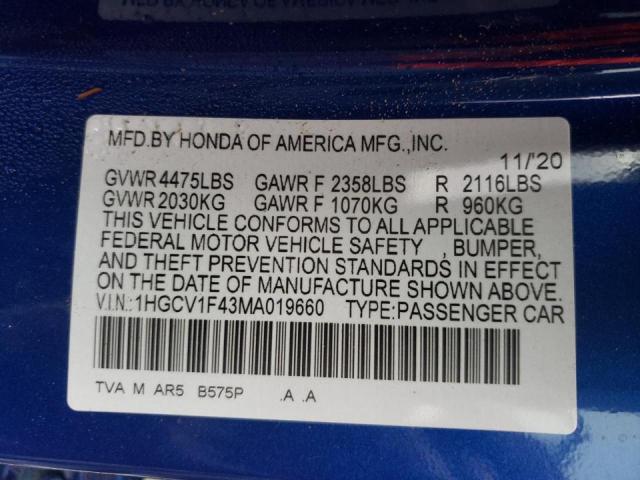 MFD.BY HONDA OF AMERICA MFG.,INC.
11/'20
GVWR 4475LBS GAWR F 2358LBS R 2116LBS
GVWR 2030KG GAWR F 1070KG R 960KG
THIS VEHICLE CONFORMS TO ALL APPLICABLE
FEDERAL MOTOR VEHICLE SAFETY , BUMPER,
AND THEFT PREVENTION STANDARDS IN EFFECT
ON THE DATE OF MANUFACTURE SHOWN ABOVE.
V.I.N.:1HGCV1F43MA019660 TYPE:PASSENGER CAR
TVA M AR5 B575P .A .A